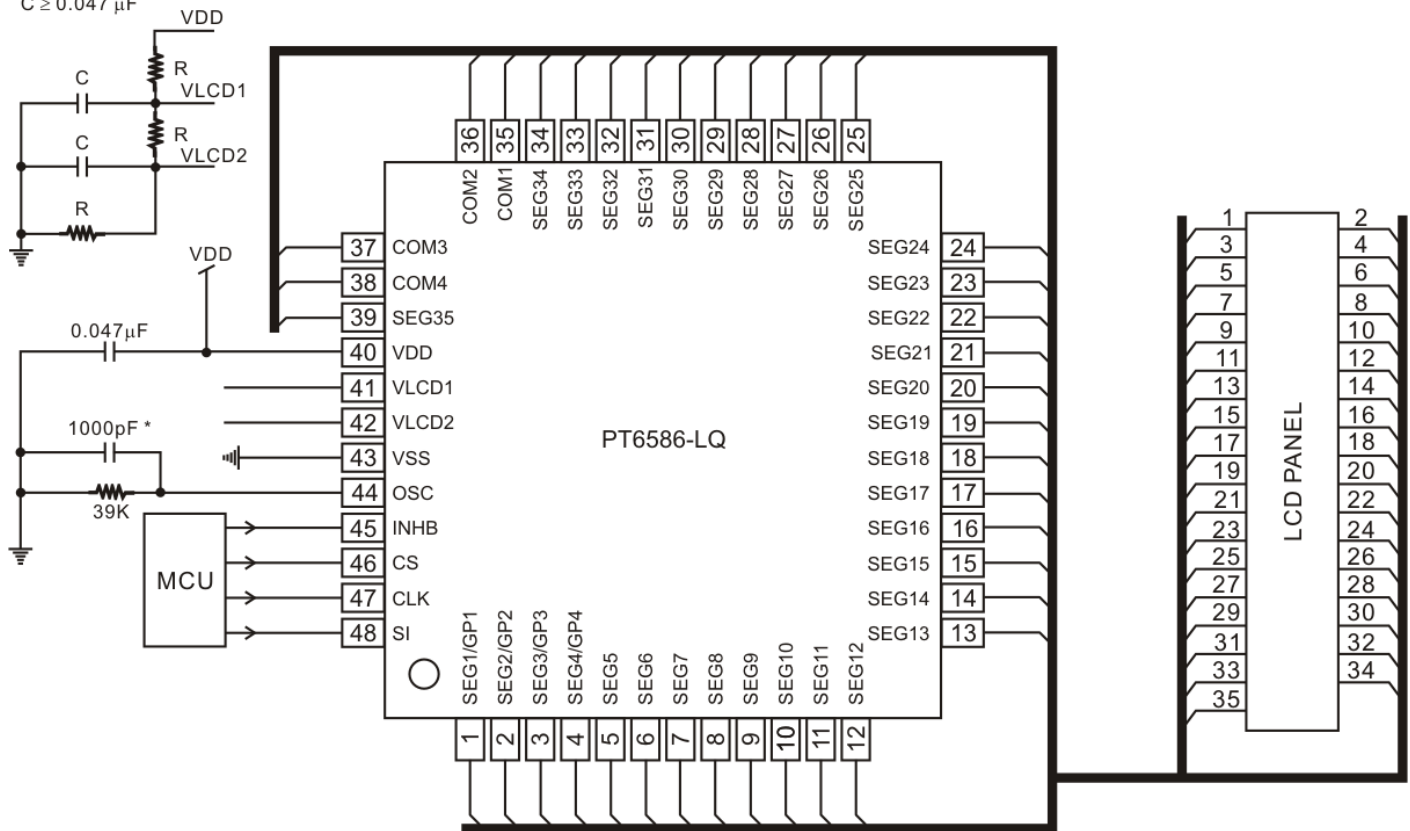 C ≥ 0.047 μF
VDD
R
C
VLCD1
R
C
VLCD2
R
VDD
0.047μF
1000pF *
39K
MCU
36 35 34 33 32 31 30 29 28 27 26 25
COM2 COM1 SEG34 SEG33 SEG32 SEG31 SEG30 SEG29 SEG28 SEG27 SEG26 SEG25
37 COM3
38 COM4
39 SEG35
40 VDD
41 VLCD1
42 VLCD2
43 VSS
44 OSC
45 INHB
46 CS
47 CLK
48 SI
PT6586-LQ
SEG24 24
SEG23 23
SEG22 22
SEG21 21
SEG20 20
SEG19 19
SEG18 18
SEG17 17
SEG16 16
SEG15 15
SEG14 14
SEG13 13
SEG1/GP1 SEG2/GP2 SEG3/GP3 SEG4/GP4 SEG5 SEG6 SEG7 SEG8 SEG9 SEG10 SEG11 SEG12
1 2 3 4 5 6 7 8 9 10 11 12
1 2
3 4
5 6
7 8
9 10
11 12
13 14
15 16
17 18
19 20
21 22
23 24
25 26
27 28
29 30
31 32
33 34
35
LCD PANEL